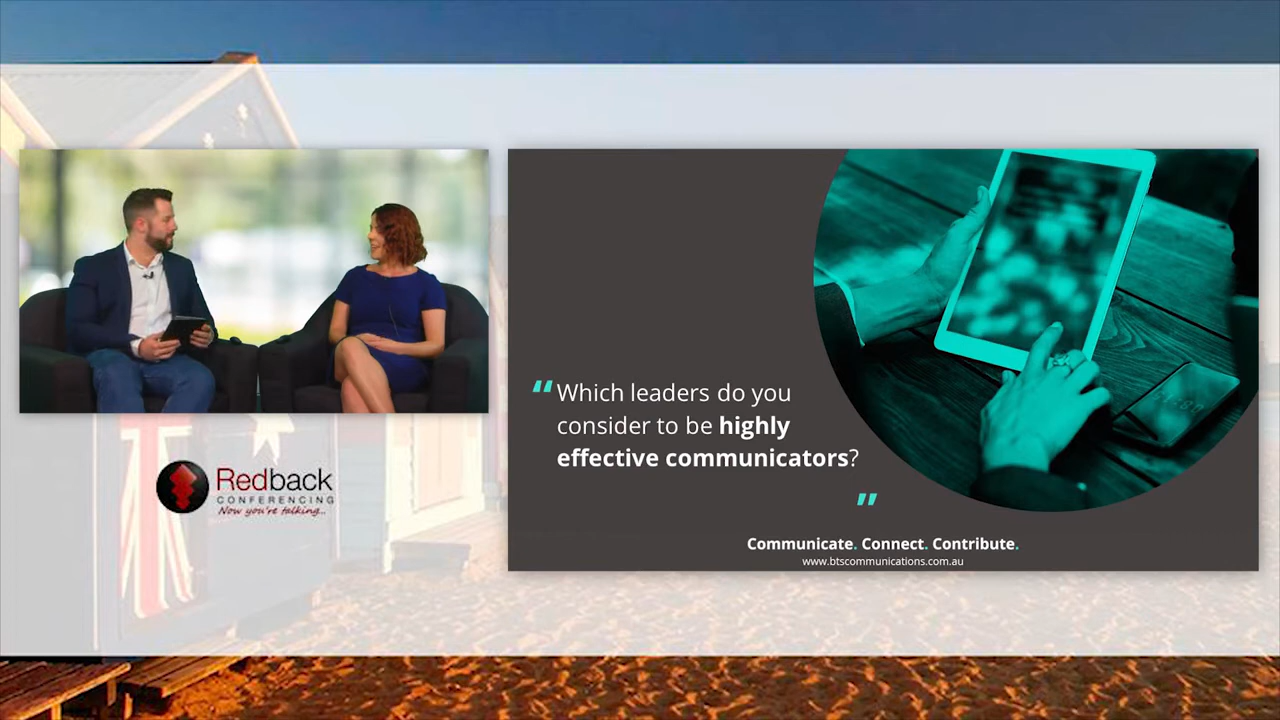 Redback
CONFERENCING
Now you're talking...
“Which leaders do you
consider to be highly
effective communicators?
”
Communicate. Connect. Contribute.
www.btscommunications.com.au